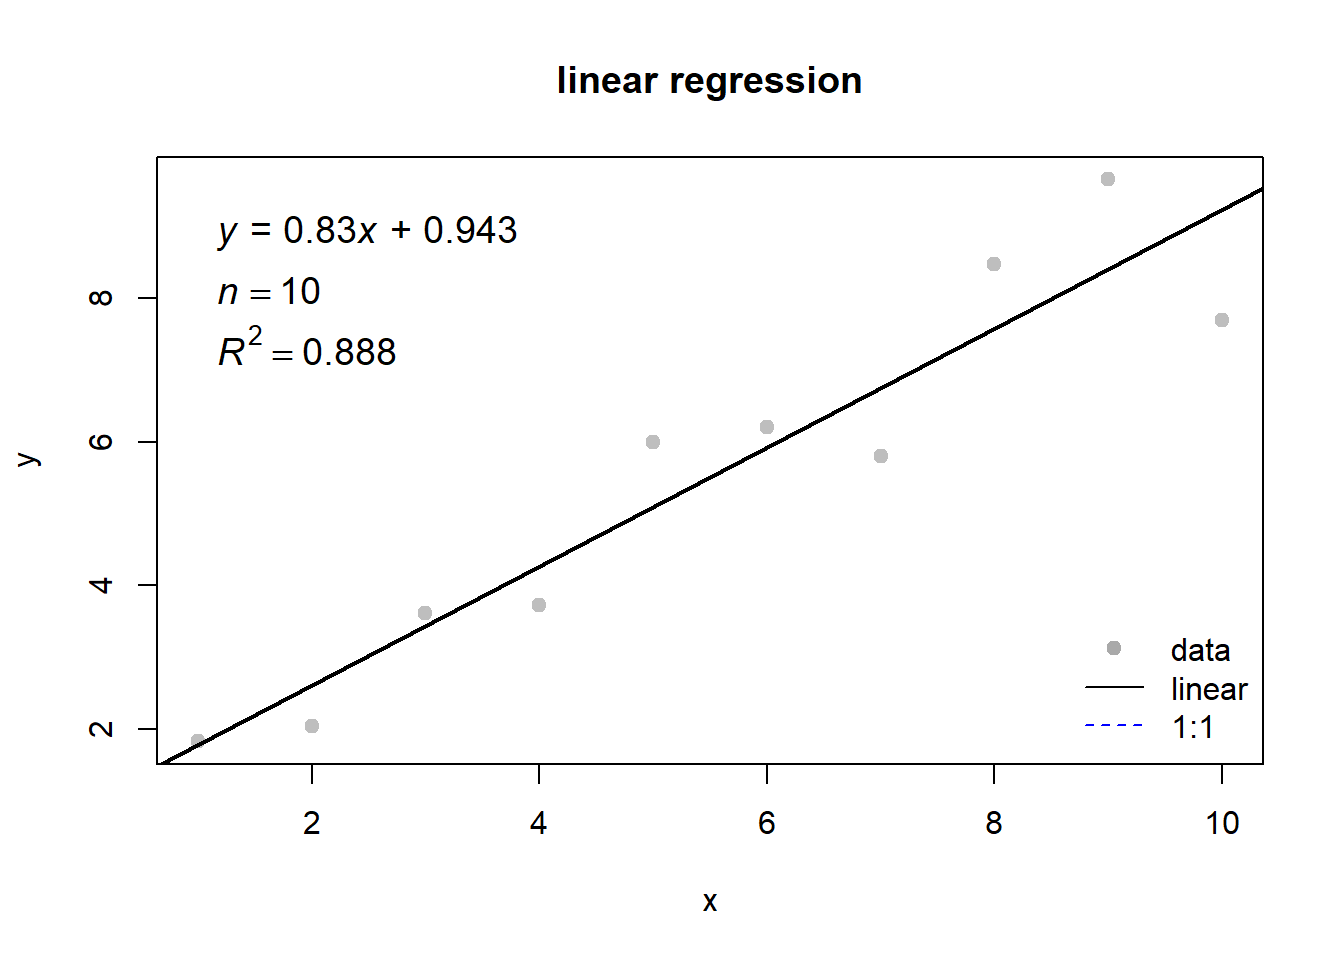 linear regression
y = 0.83x + 0.943
n = 10
R² = 0.888
8
6
4
2
y
data
linear
1:1
2 4 6 8 10
x